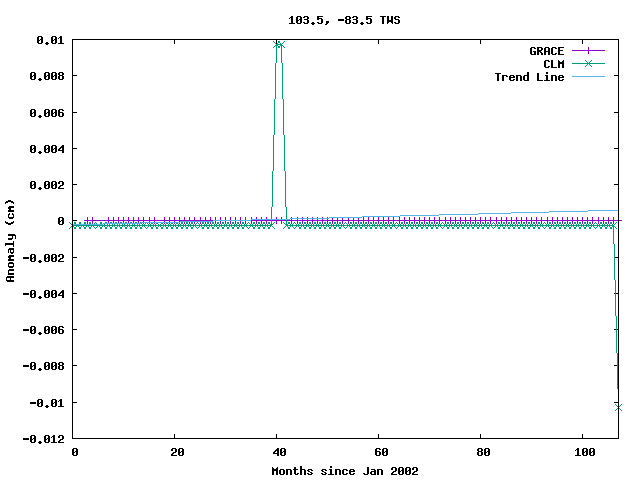 103.5, -83.5 TWS
GRACE
CLM
Trend Line
0.01
0.008
0.006
0.004
0.002
0
-0.002
-0.004
-0.006
-0.008
-0.01
-0.012
Anomaly (cm)
0 20 40 60 80 100
Months since Jan 2002